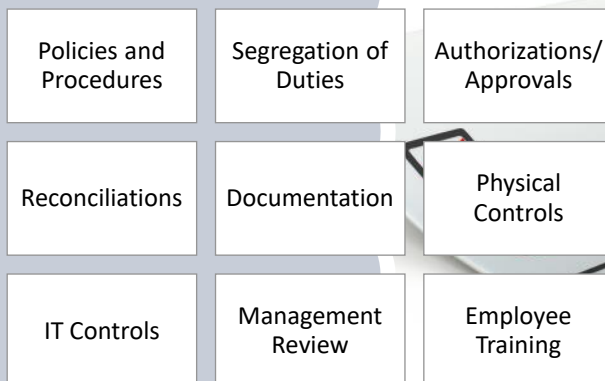 Policies and
Procedures
Segregation of
Duties
Authorizations/
Approvals
Reconciliations
Documentation
Physical
Controls
IT Controls
Management
Review
Employee
Training